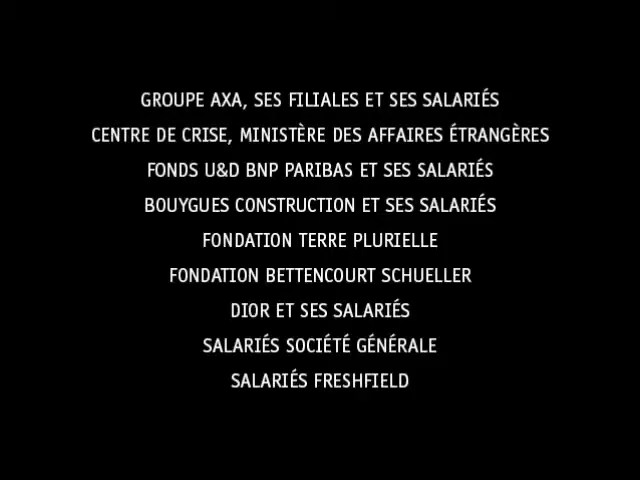 GROUPE AXA, SES FILIALES ET SES SALARIÉS
CENTRE DE CRISE, MINISTÈRE DES AFFAIRES ÉTRANGÈRES
FONDS U&D BNP PARIBAS ET SES SALARIÉS
BOUYGUES CONSTRUCTION ET SES SALARIÉS
FONDATION TERRE PLURIELLE
FONDATION BETTENCOURT SCHUELLER
DIOR ET SES SALARIÉS
SALARIÉS SOCIÉTÉ GÉNÉRALE
SALARIÉS FRESHFIELD